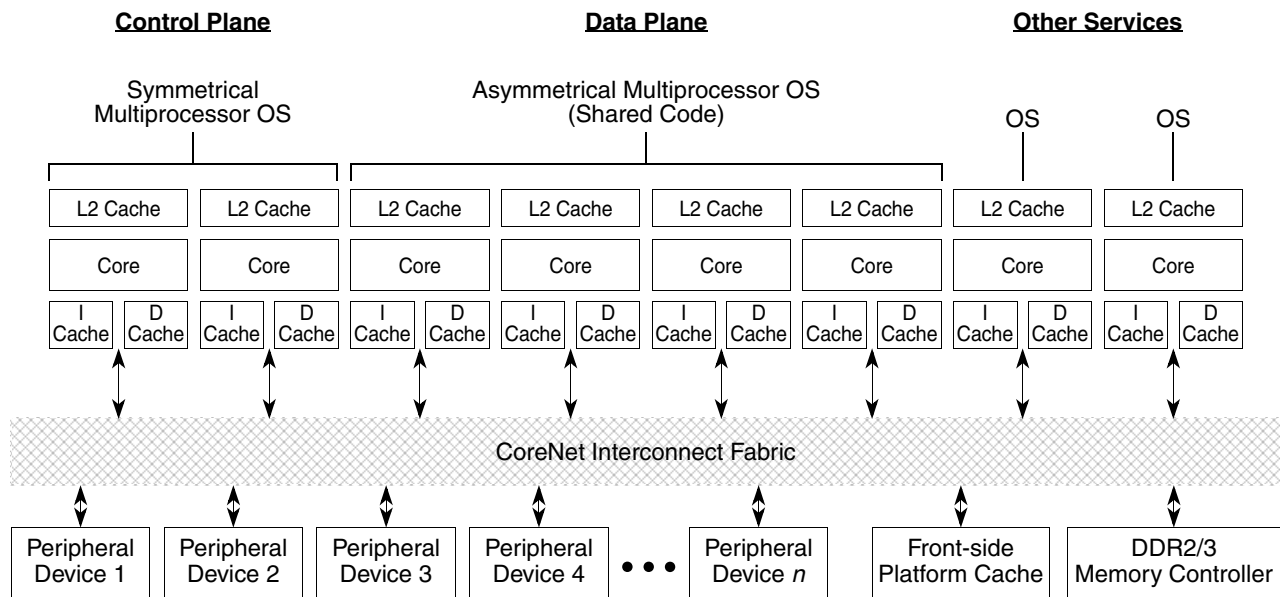 Control Plane
Data Plane
Other Services
Symmetrical
Multiprocessor OS
Asymmetrical Multiprocessor OS
(Shared Code)
OS
OS
L2 Cache
L2 Cache
L2 Cache
L2 Cache
L2 Cache
L2 Cache
L2 Cache
L2 Cache
Core
Core
Core
Core
Core
Core
Core
Core
I
Cache
D
Cache
I
Cache
D
Cache
I
Cache
D
Cache
I
Cache
D
Cache
I
Cache
D
Cache
I
Cache
D
Cache
I
Cache
D
Cache
I
Cache
D
Cache
CoreNet Interconnect Fabric
Peripheral
Device 1
Peripheral
Device 2
Peripheral
Device 3
Peripheral
Device 4
Peripheral
Device n
Front-side
Platform Cache
DDR2/3
Memory Controller